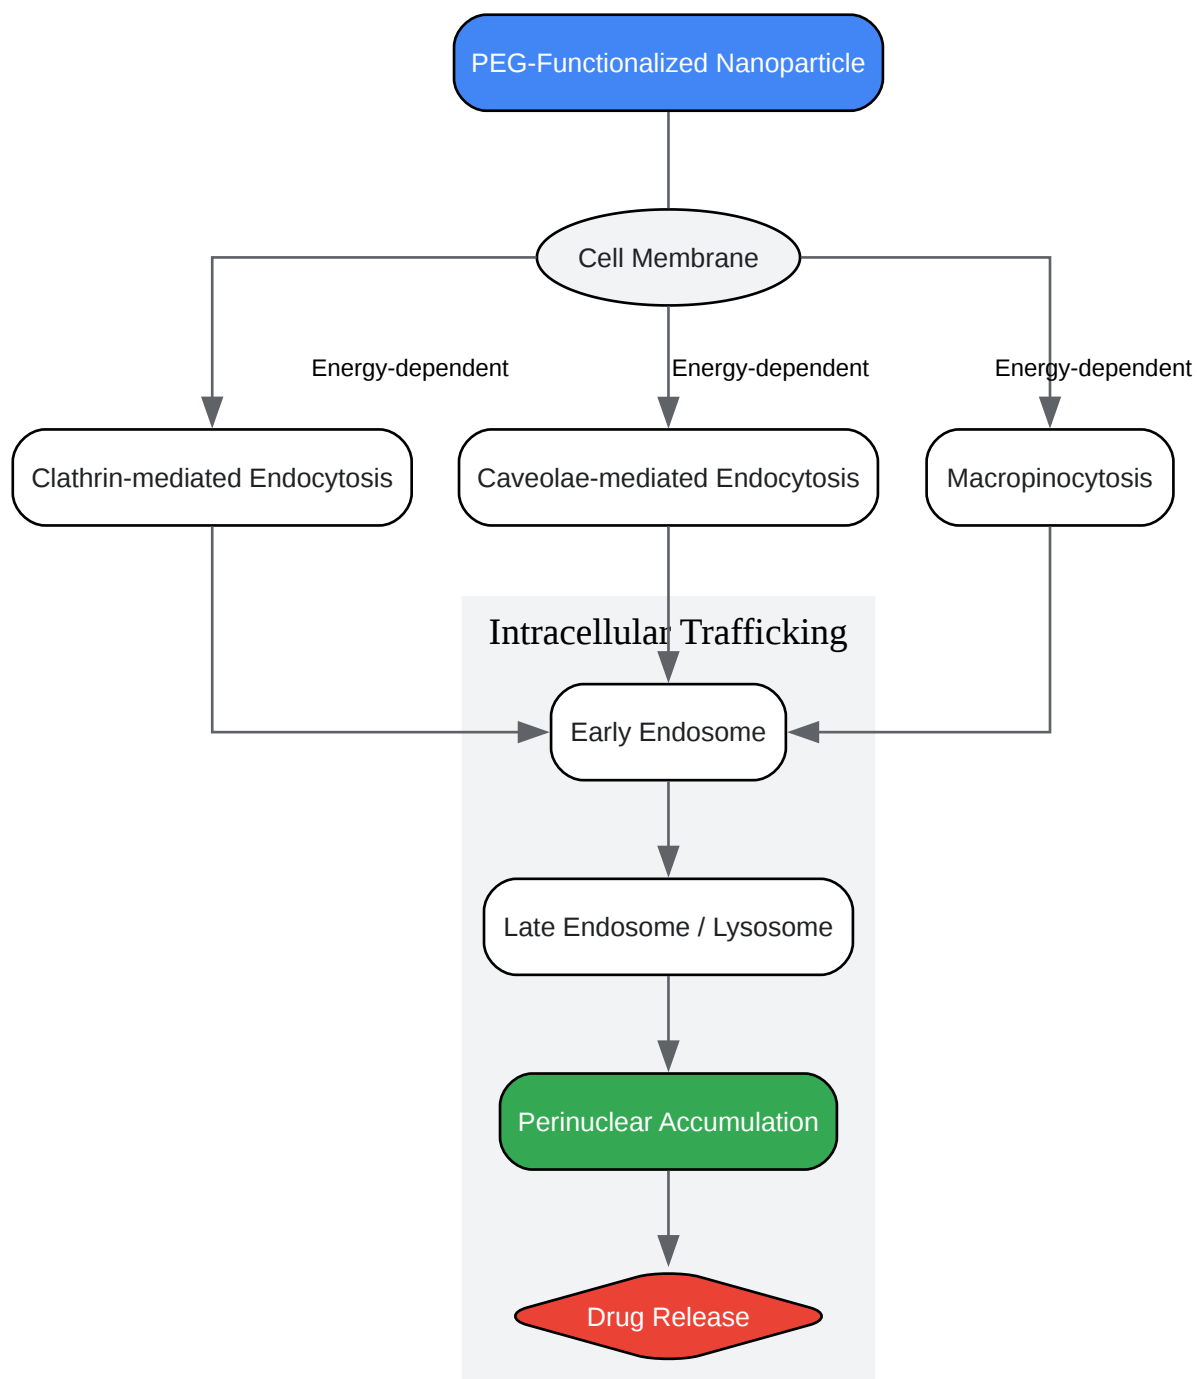 PEG-Functionalized Nanoparticle
Cell Membrane
Energy-dependent
Energy-dependent
Energy-dependent
Clathrin-mediated Endocytosis
Caveolae-mediated Endocytosis
Macropinocytosis
Intracellular Trafficking
Early Endosome
Late Endosome / Lysosome
Perinuclear Accumulation
Drug Release